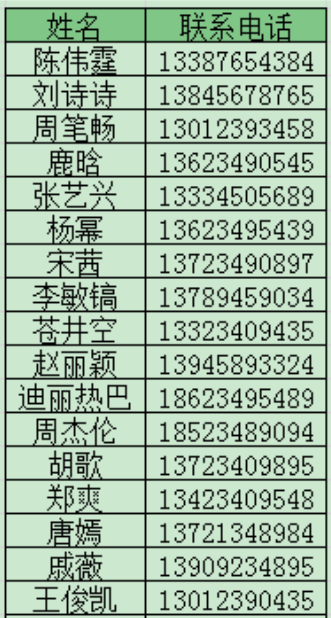 姓名 联系电话
陈伟霆 13387654384
刘诗诗 13845678765
周笔畅 13012393458
鹿晗 13623490545
张艺兴 13334505689
杨幂 13623495439
宋茜 13723490897
李敏镐 13789459034
苍井空 13323409435
赵丽颖 13945893324
迪丽热巴 18623495489
周杰伦 18523489094
胡歌 13723409895
郑爽 13423409548
唐嫣 13721348984
戚薇 13909234895
王俊凯 13012390435